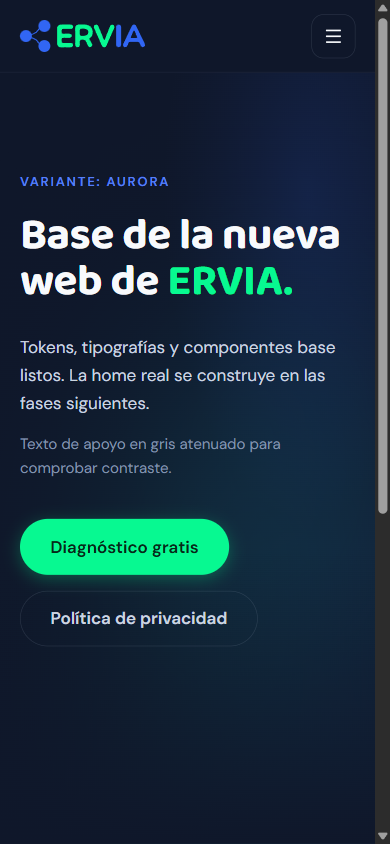 ERVIA
VARIANTE: AURORA
Base de la nueva
web de ERVIA.
Tokens, tipografías y componentes base
listos. La home real se construye en las
fases siguientes.
Texto de apoyo en gris atenuado para
comprobar contraste.
Diagnóstico gratis
Política de privacidad